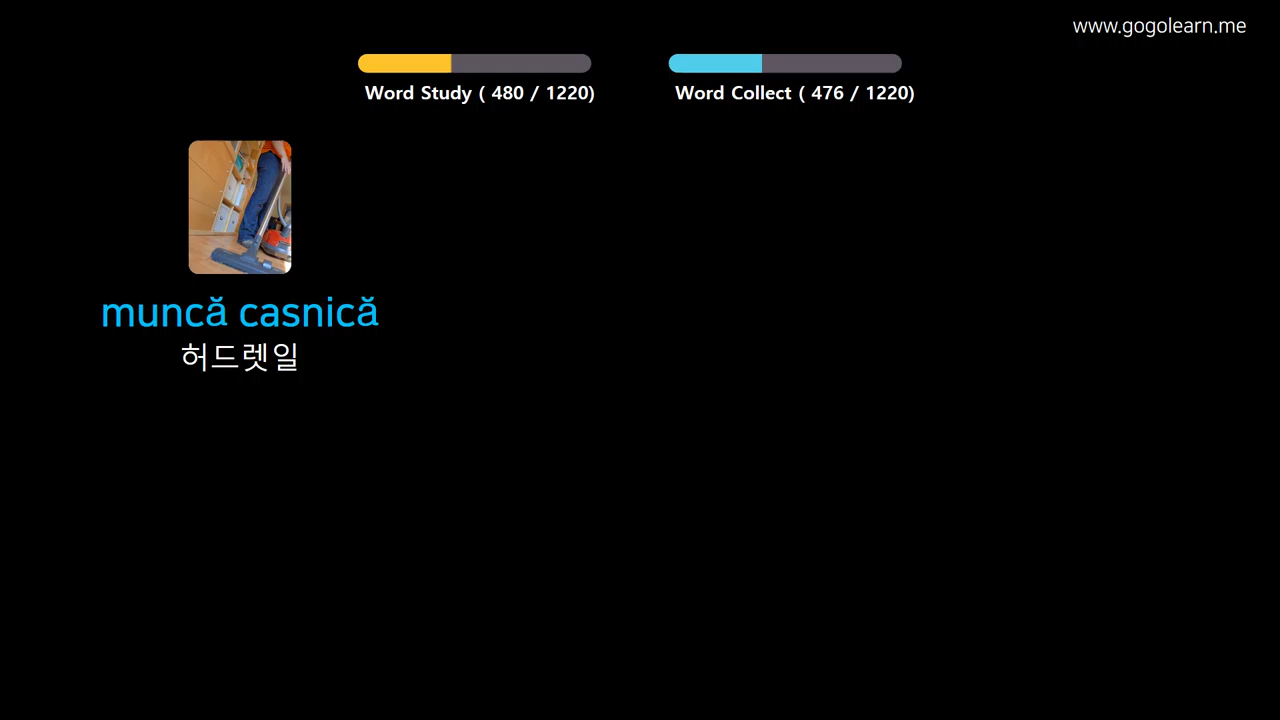 www.gogolearn.me
Word Study ( 480 / 1220)
Word Collect ( 476 / 1220)
muncă casnică
허드렛일